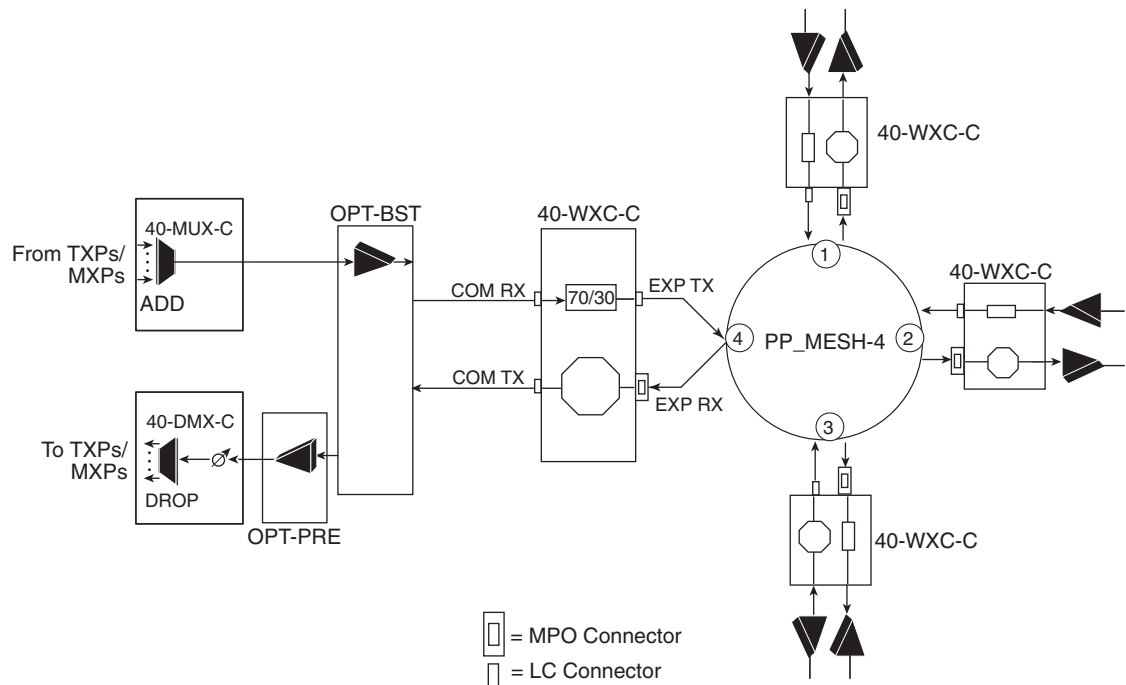 40-WXC-C
40-MUX-C
From TXPs/
MXPs
ADD
OPT-BST
40-WXC-C
COM RX
70/30
EXP TX
COM TX
EXP RX
1
2
3
4
PP_MESH-4
40-WXC-C
40-DMX-C
To TXPs/
MXPs
DROP
OPT-PRE
40-WXC-C
= MPO Connector
= LC Connector